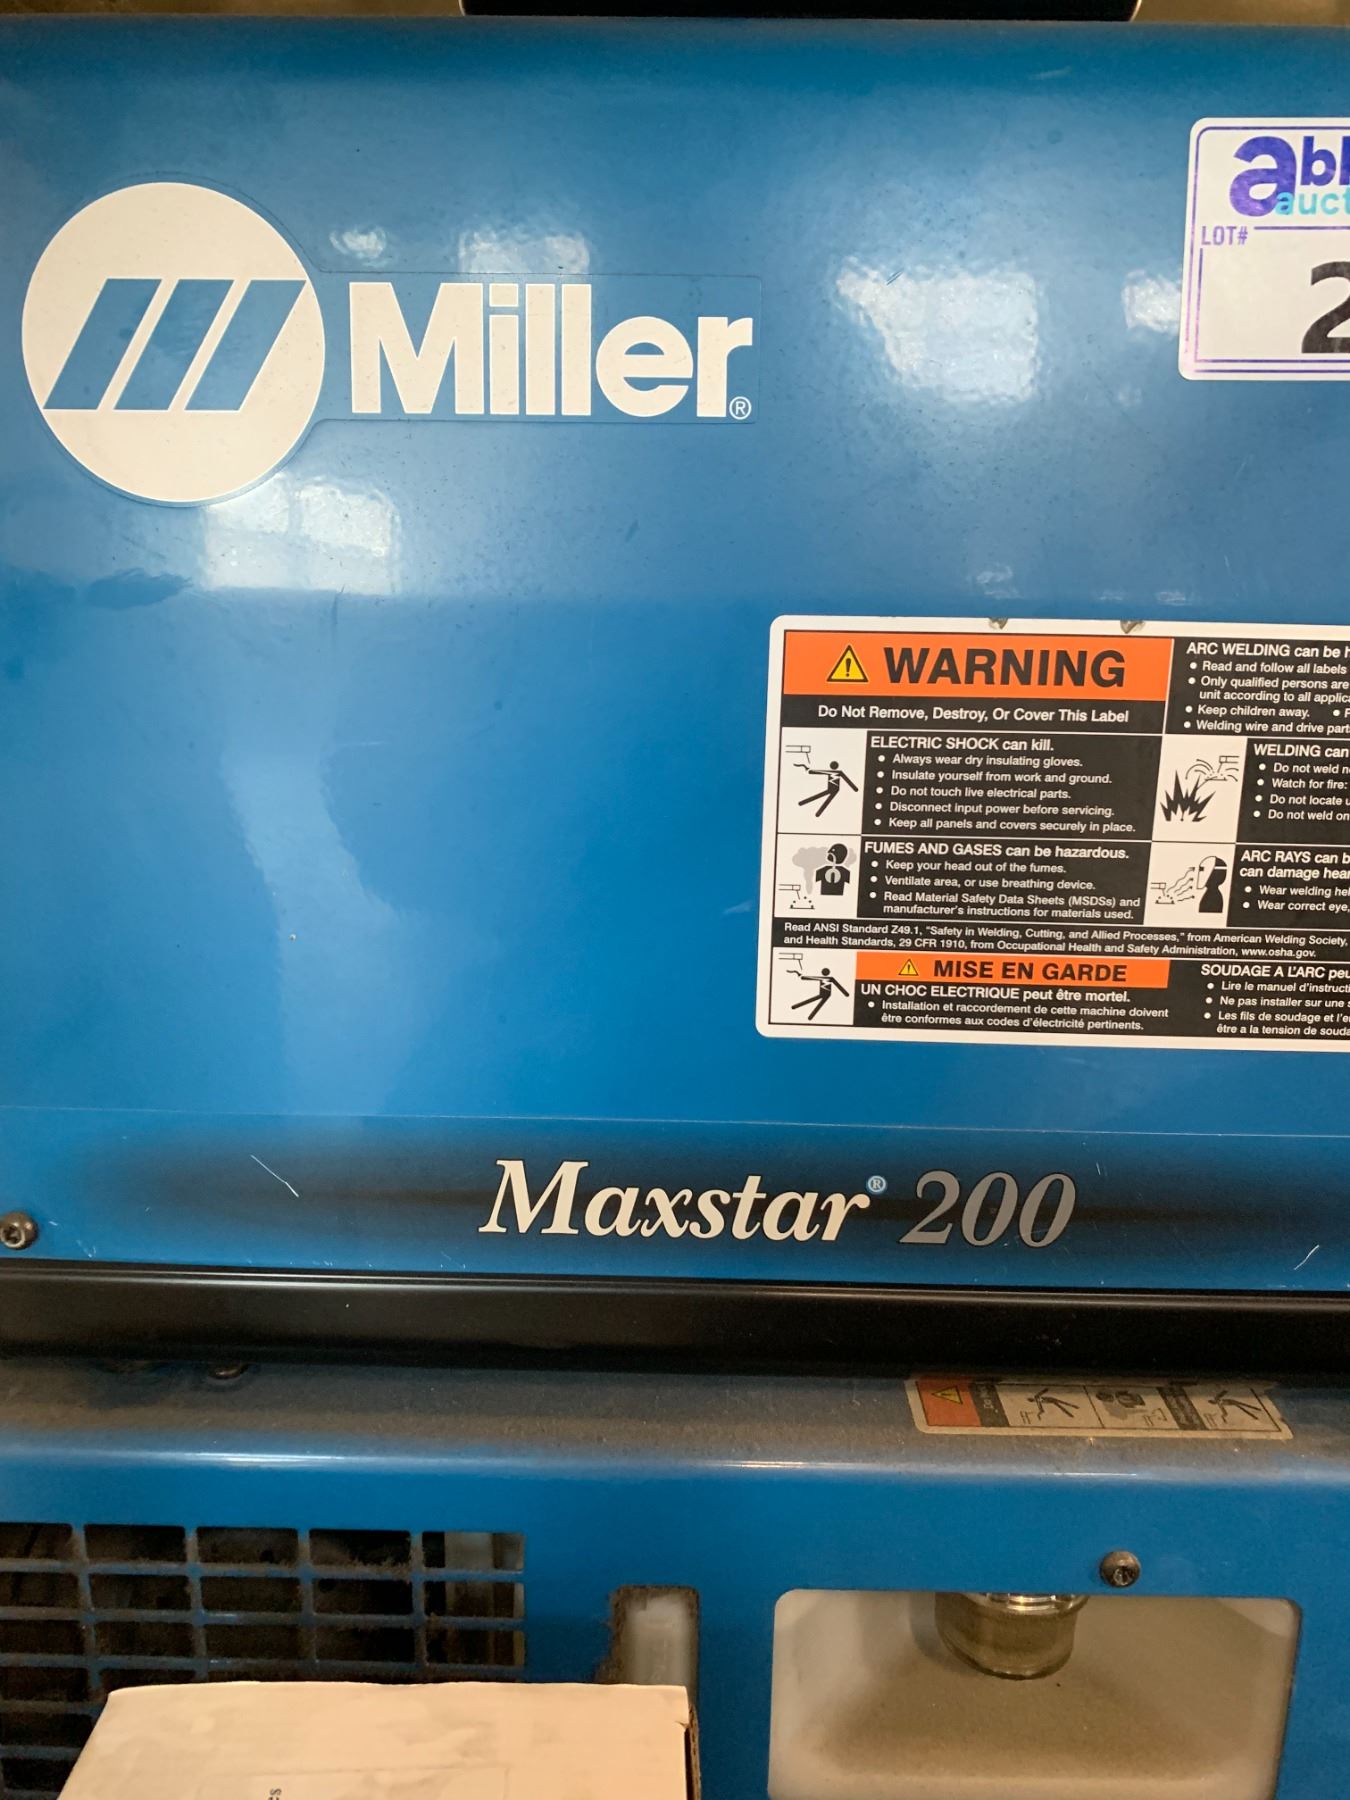 abl
auct
LOT#
2
Miller®
WARNING
Do Not Remove, Destroy, Or Cover This Label
ARC WELDING can be h
• Read and follow all labels
• Only qualified persons are
unit according to all applic
• Keep children away. •
• Welding wire and drive part
ELECTRIC SHOCK can kill.
• Always wear dry insulating gloves.
• Insulate yourself from work and ground.
• Do not touch live electrical parts.
• Disconnect input power before servicing.
• Keep all panels and covers securely in place.
WELDING can
• Do not weld n
• Watch for fire:
• Do not locate u
• Do not weld on
FUMES AND GASES can be hazardous.
• Keep your head out of the fumes.
• Ventilate area, or use breathing device.
• Read Material Safety Data Sheets (MSDSs) and
manufacturer's instructions for materials used.
ARC RAYS can b
can damage hear
• Wear welding hel
• Wear correct eye,
Read ANSI Standard Z49.1, "Safety in Welding, Cutting, and Allied Processes," from American Welding Society,
and Health Standards, 29 CFR 1910, from Occupational Health and Safety Administration, www.osha.gov.
MISE EN GARDE
UN CHOC ELECTRIQUE peut être mortel.
• Installation et raccordement de cette machine doivent
être conformes aux codes d'électricité pertinents.
SOUDAGE A L'ARC peu
• Lire le manuel d'instructi
• Ne pas installer sur une s
• Les fils de soudage et l'e
être a la tension de souda
Maxstar® 200